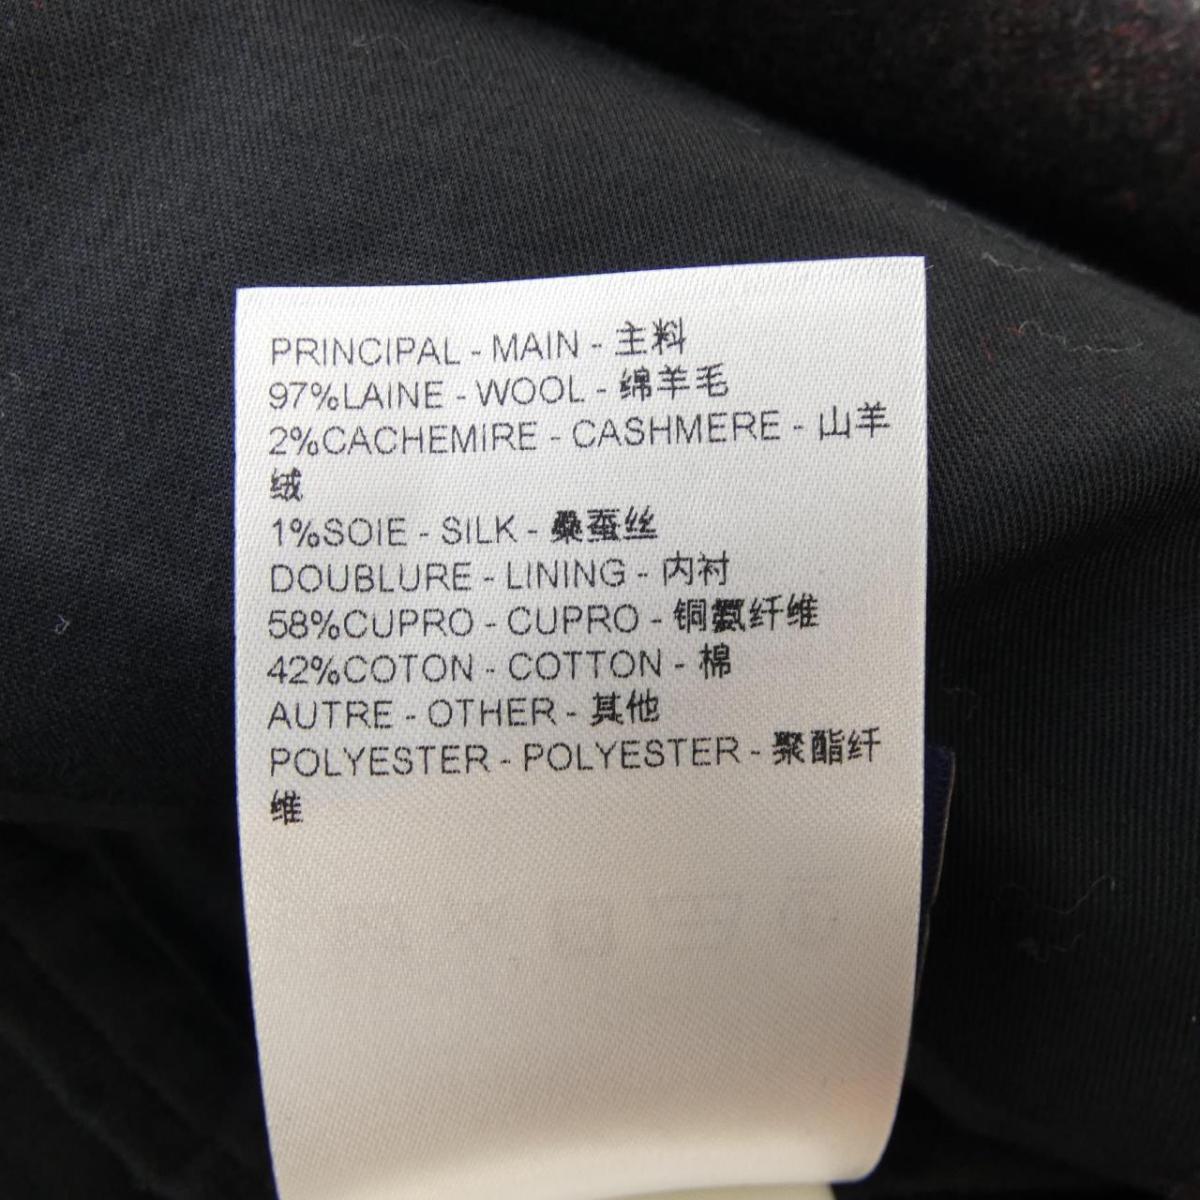 PRINCIPAL - MAIN - 主料
97%LAINE - WOOL - 绵羊毛
2%CACHEMIRE - CASHMERE - 山羊
绒
1%SOIE - SILK - 桑蚕丝
DOUBLURE - LINING - 内衬
58%CUPRO - CUPRO - 铜氨纤维
42%COTON - COTTON - 棉
AUTRE - OTHER - 其他
POLYESTER - POLYESTER - 聚酯纤
维